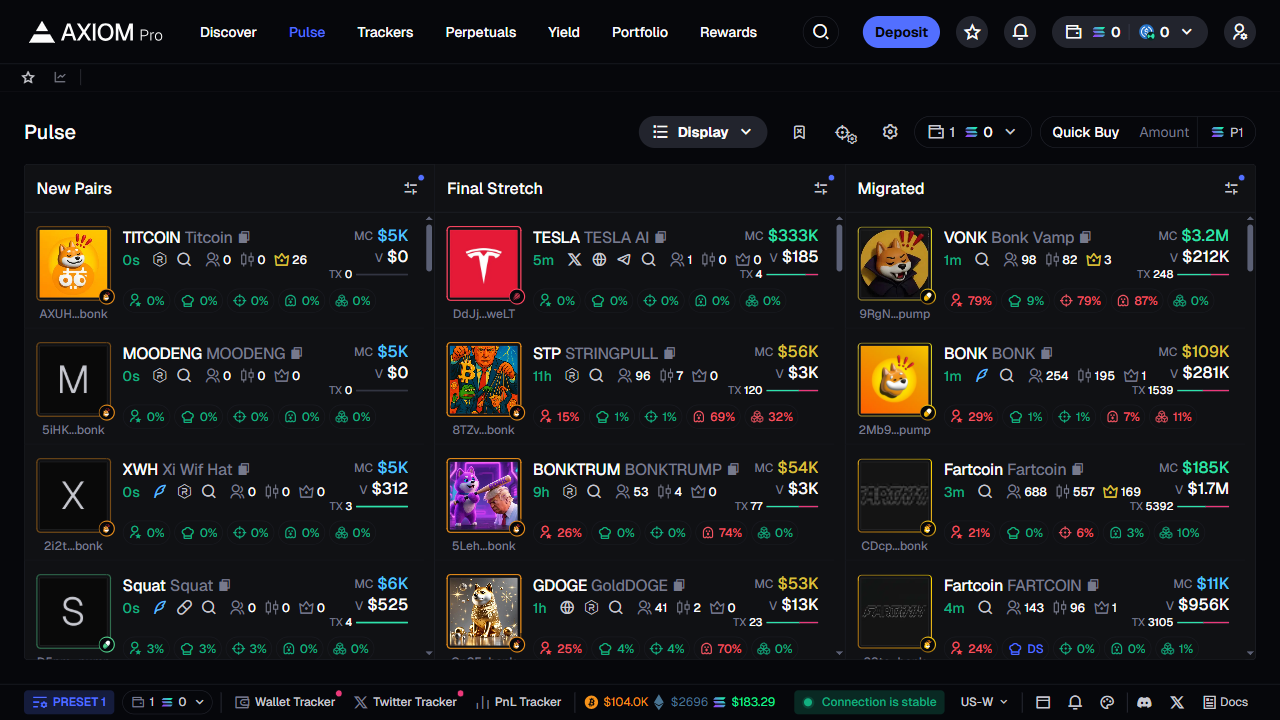 AXIOM Pro Discover Pulse Trackers Perpetuals Yield Portfolio Rewards Deposit 0 0
Pulse Display 1 0 Quick Buy Amount P1
New Pairs
TITCOIN Titcoin MC $5K
0s 0 0 26 V $0
TX 0
0% 0% 0% 0% 0%
AXUH...bonk
M
MOODENG MOODENG MC $5K
0s 0 0 0 V $0
TX 0
0% 0% 0% 0% 0%
5iHK...bonk
X
XWH Xi Wif Hat MC $5K
0s 0 0 0 V $312
TX 3
0% 0% 0% 0% 0%
2i2t...bonk
S
Squat Squat MC $6K
0s 0 0 0 V $525
TX 4
3% 3% 3% 0% 0%
Final Stretch
TESLA TESLA AI MC $333K
5m 1 0 0 V $185
TX 4
0% 0% 0% 0% 0%
DdJj...weLT
STP STRINGPULL MC $56K
11h 96 7 0 V $3K
TX 120
15% 1% 1% 69% 32%
8TZv...bonk
BONKTRUM BONKTRUMP MC $54K
9h 53 4 0 V $3K
TX 77
26% 0% 0% 74% 0%
5Leh...bonk
GDOGE GoldDOGE MC $53K
1h 41 2 0 V $13K
TX 23
25% 4% 4% 70% 0%
Migrated
VONK Bonk Vamp MC $3.2M
1m 98 82 3 V $212K
TX 248
79% 9% 79% 87% 0%
9RgN...pump
BONK BONK MC $109K
1m 254 195 1 V $281K
TX 1539
29% 1% 1% 7% 11%
2Mb9...pump
Fartcoin Fartcoin MC $185K
3m 688 557 169 V $1.7M
TX 5392
21% 0% 6% 3% 10%
CDcp...bonk
Fartcoin FARTCOIN MC $11K
4m 143 96 1 V $956K
TX 3105
24% DS 0% 0% 1%
PRESET 1 1 0 Wallet Tracker Twitter Tracker PnL Tracker $104.0K $2696 $183.29 Connection is stable US-W Docs